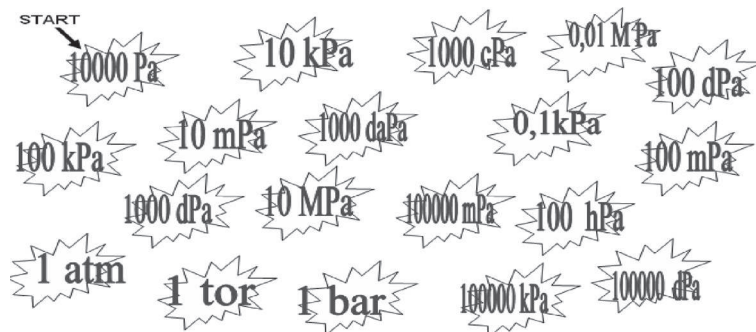 START
10000 Pa
10 kPa
1000 cPa
0,01 MPa
100 dPa
100 kPa
10 mPa
1000 daPa
0,1kPa
100 mPa
1000 dPa
10 MPa
100000 mPa
100 hPa
1 atm
1 tor
1 bar
100000 kPa
100000 dPa